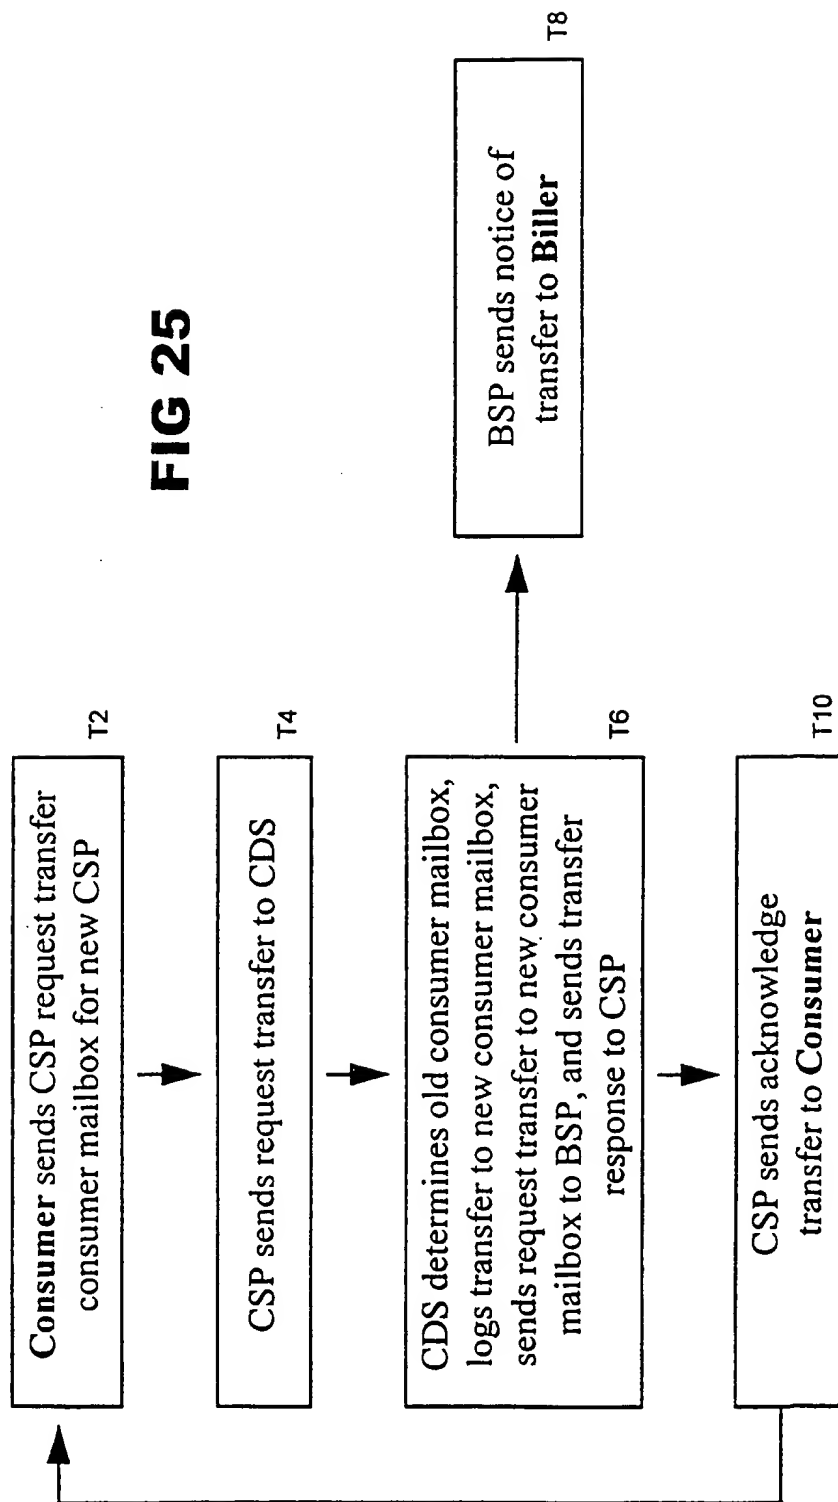 FIG 25
Consumer sends CSP request transfer
consumer mailbox for new CSP
T2
CSP sends request transfer to CDS
T4
CDS determines old consumer mailbox,
logs transfer to new consumer mailbox,
sends request transfer to new consumer
mailbox to BSP, and sends transfer
response to CSP
T6
BSP sends notice of
transfer to Biller
T8
CSP sends acknowledge
transfer to Consumer
T10